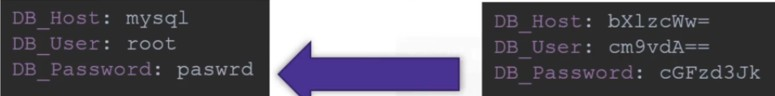 DB_Host: mysql
DB_User: root
DB_Password: paswrd
DB_Host: bXlzcWw=
DB_User: cm9vdA==
DB_Password: cGFzd3Jk